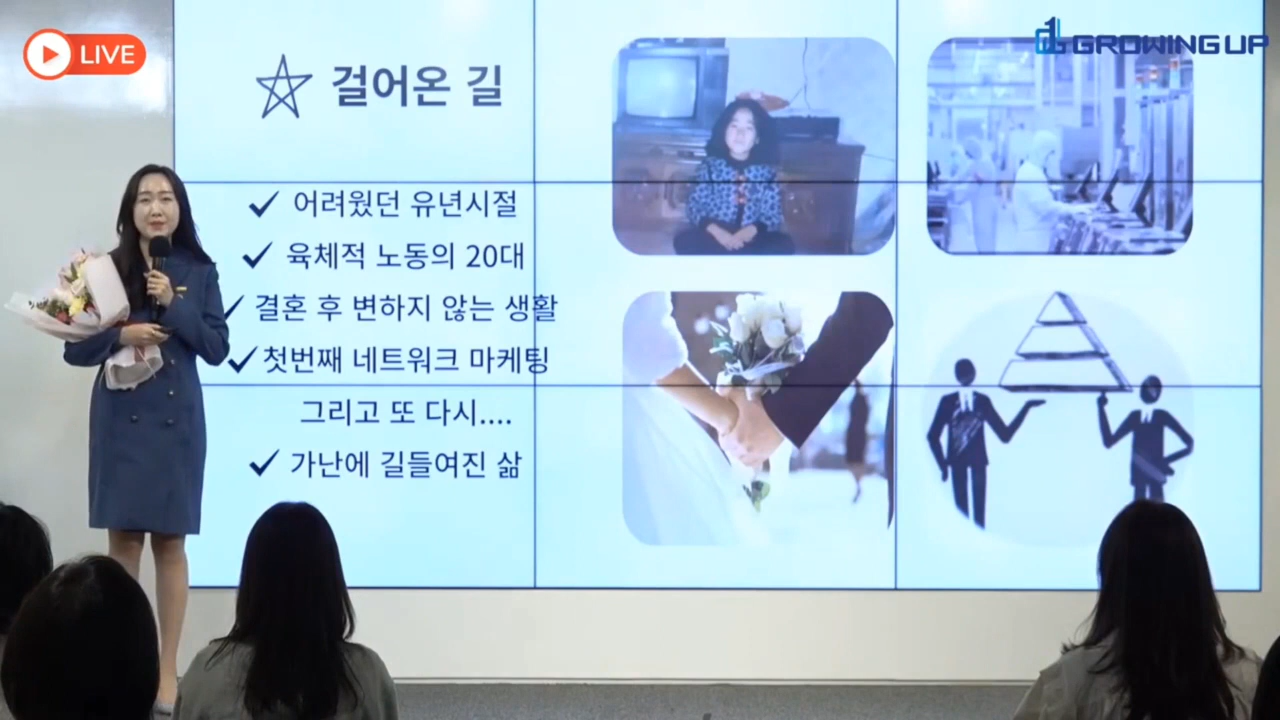 LIVE
GROWING UP
걸어온 길
어려웠던 유년시절
육체적 노동의 20대
결혼 후 변하지 않는 생활
첫번째 네트워크 마케팅
그리고 또 다시....
가난에 길들여진 삶